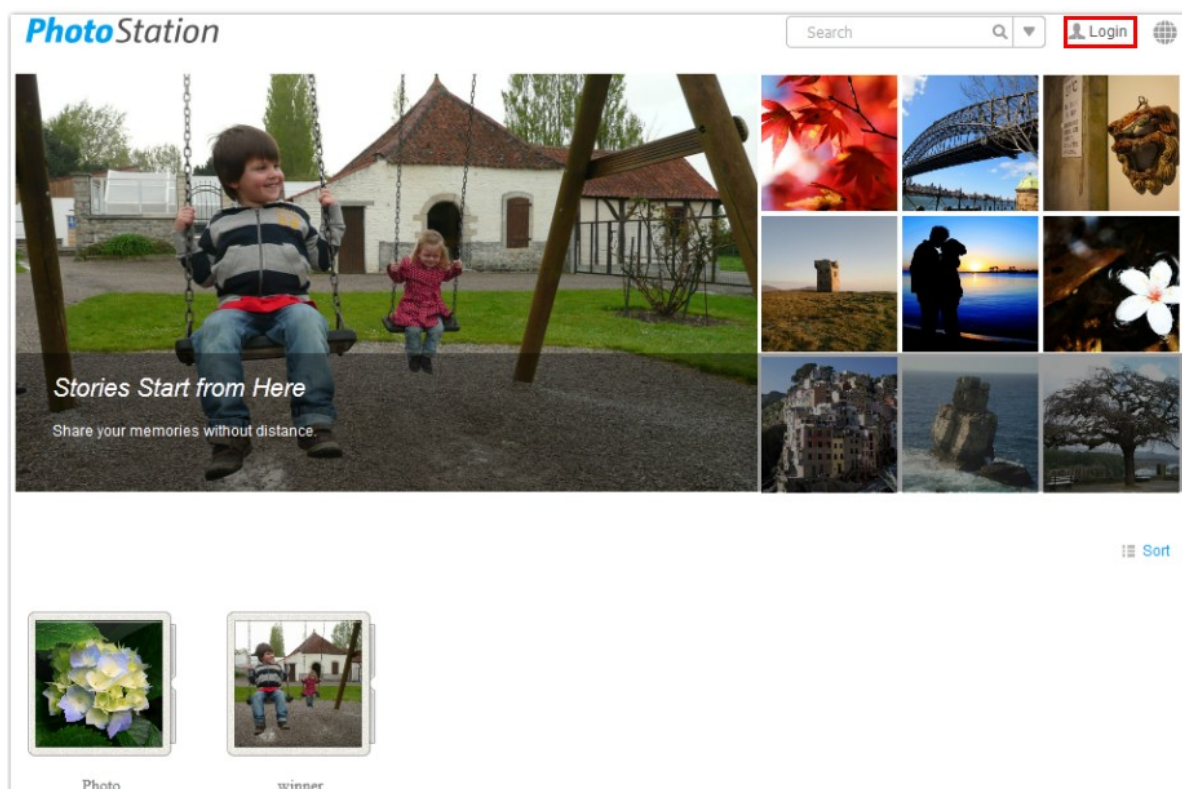 PhotoStation
Search
Login
Stories Start from Here
Share your memories without distance.
Sort
Photo
winner